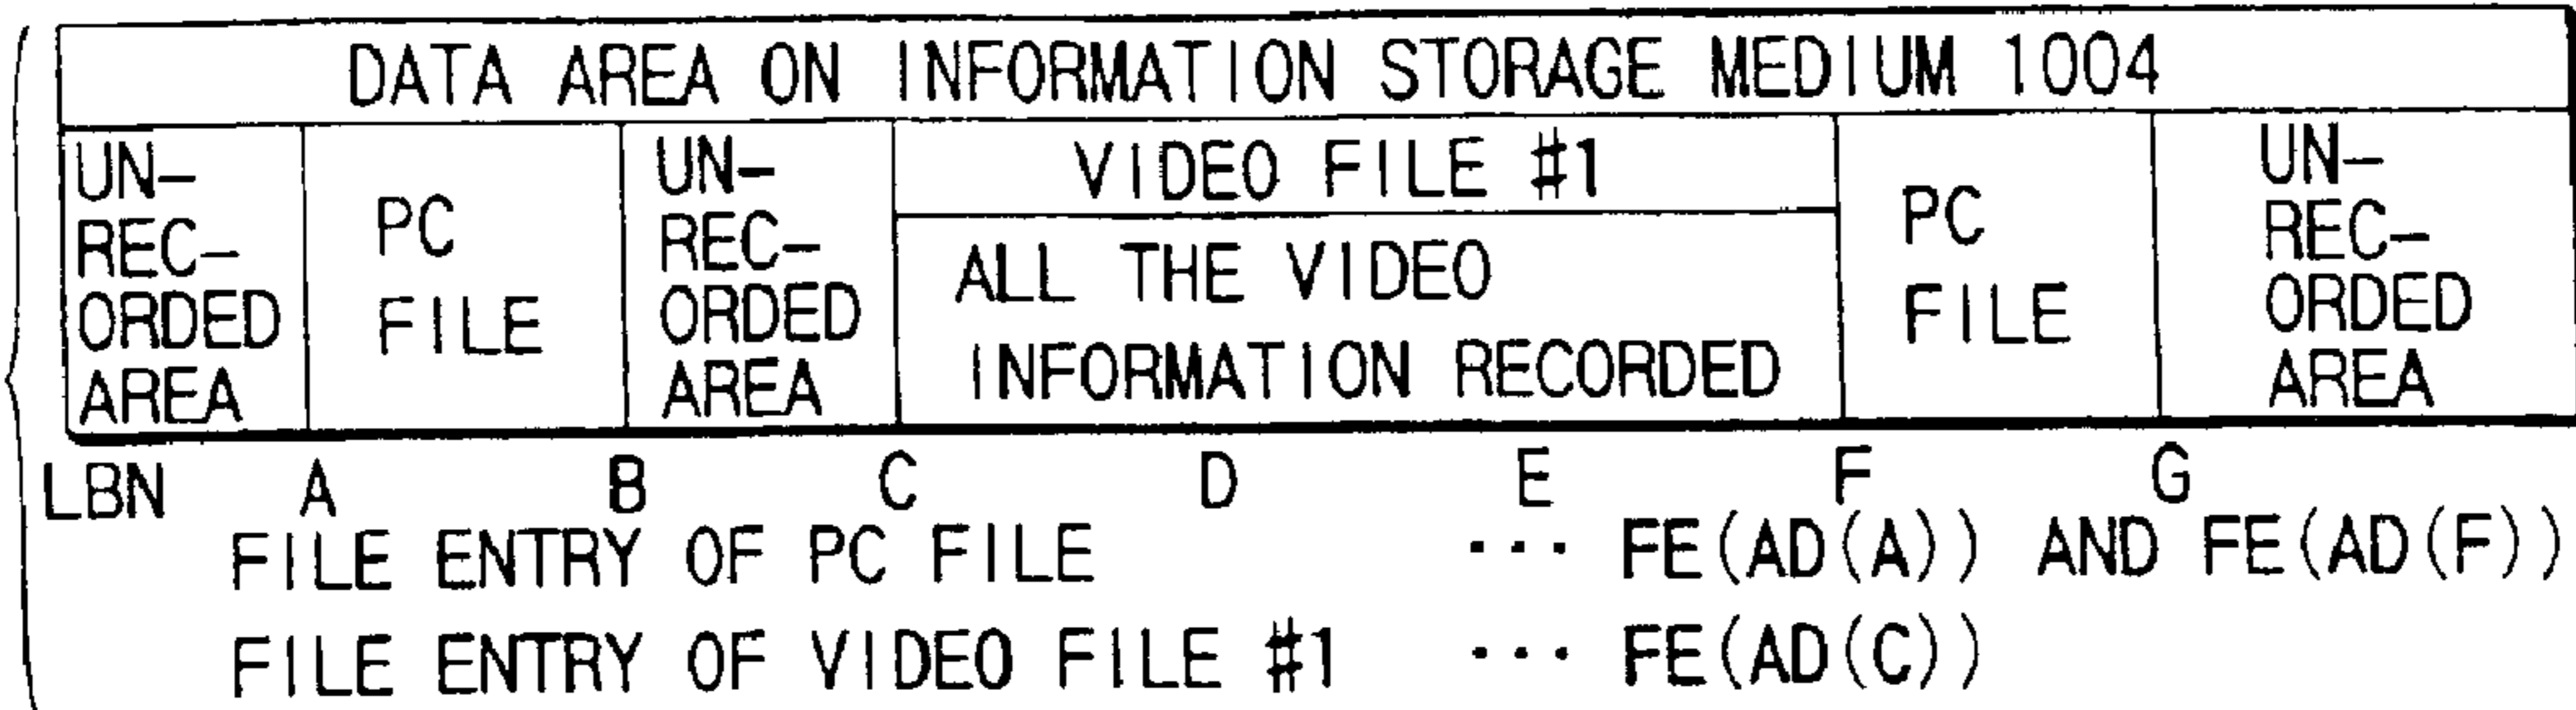 DATA AREA ON INFORMATION STORAGE MEDIUM 1004
UN-
REC-
ORDED
AREA
PC
FILE
UN-
REC-
ORDED
AREA
VIDEO FILE #1
ALL THE VIDEO
INFORMATION RECORDED
PC
FILE
UN-
REC-
ORDED
AREA
LBN A B C D E F G
FILE ENTRY OF PC FILE ··· FE(AD(A)) AND FE(AD(F))
FILE ENTRY OF VIDEO FILE #1 ··· FE(AD(C))